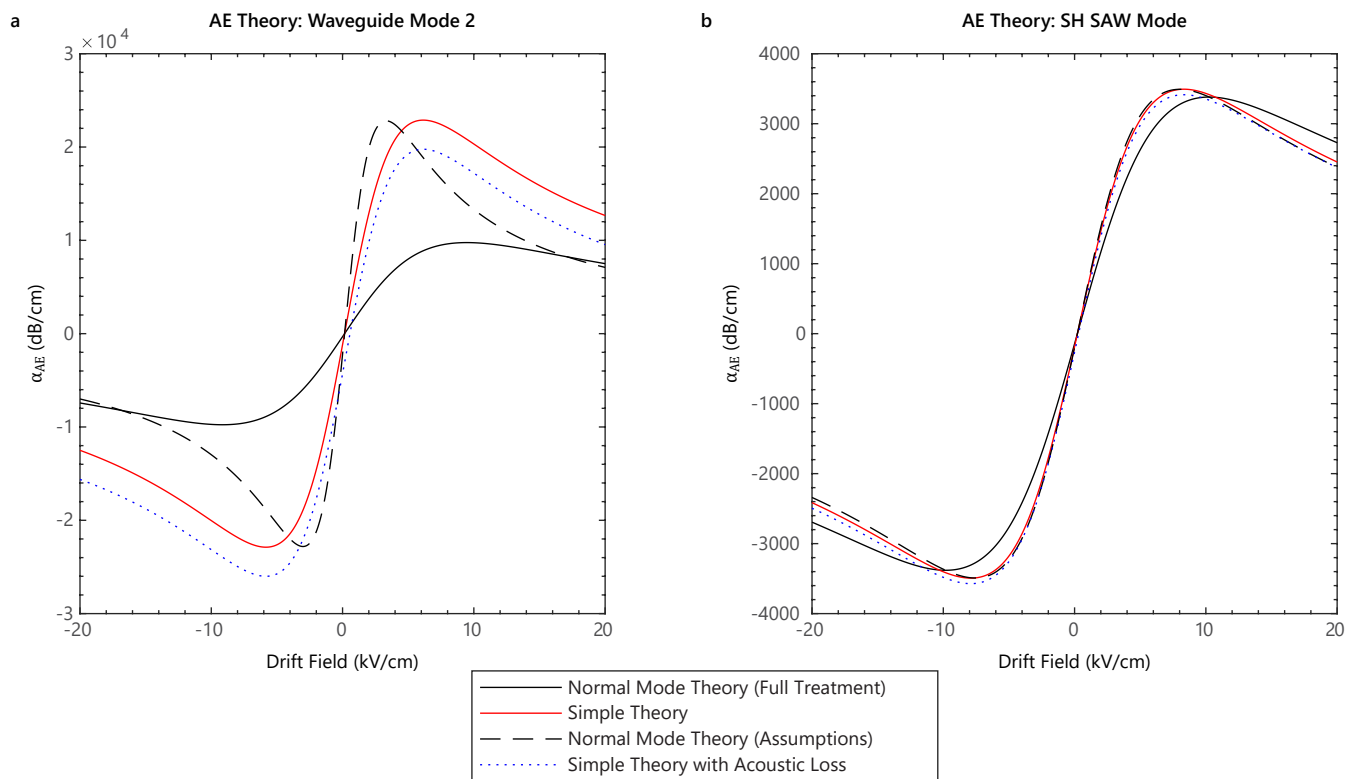 a
AE Theory: Waveguide Mode 2
× 10⁴
3
2
1
0
-1
-2
-3
α_AE (dB/cm)
-20 -10 0 10 20
Drift Field (kV/cm)
b
AE Theory: SH SAW Mode
4000
3000
2000
1000
0
-1000
-2000
-3000
-4000
α_AE (dB/cm)
-20 -10 0 10 20
Drift Field (kV/cm)
Normal Mode Theory (Full Treatment)
Simple Theory
Normal Mode Theory (Assumptions)
Simple Theory with Acoustic Loss